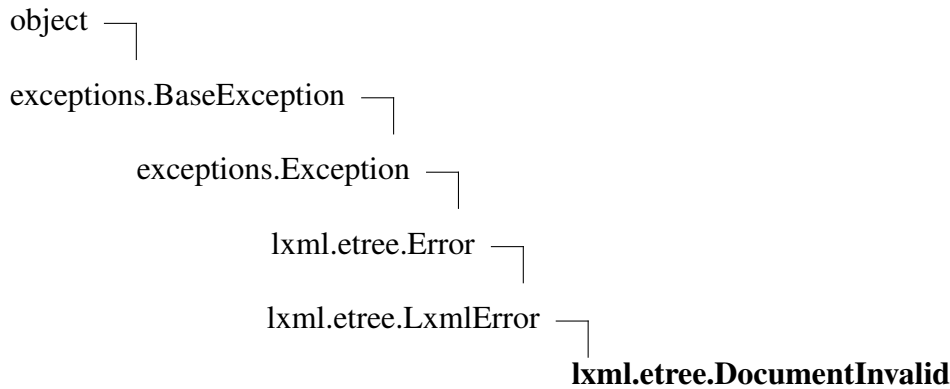 object
exceptions.BaseException
exceptions.Exception
lxml.etree.Error
lxml.etree.LxmlError
lxml.etree.DocumentInvalid